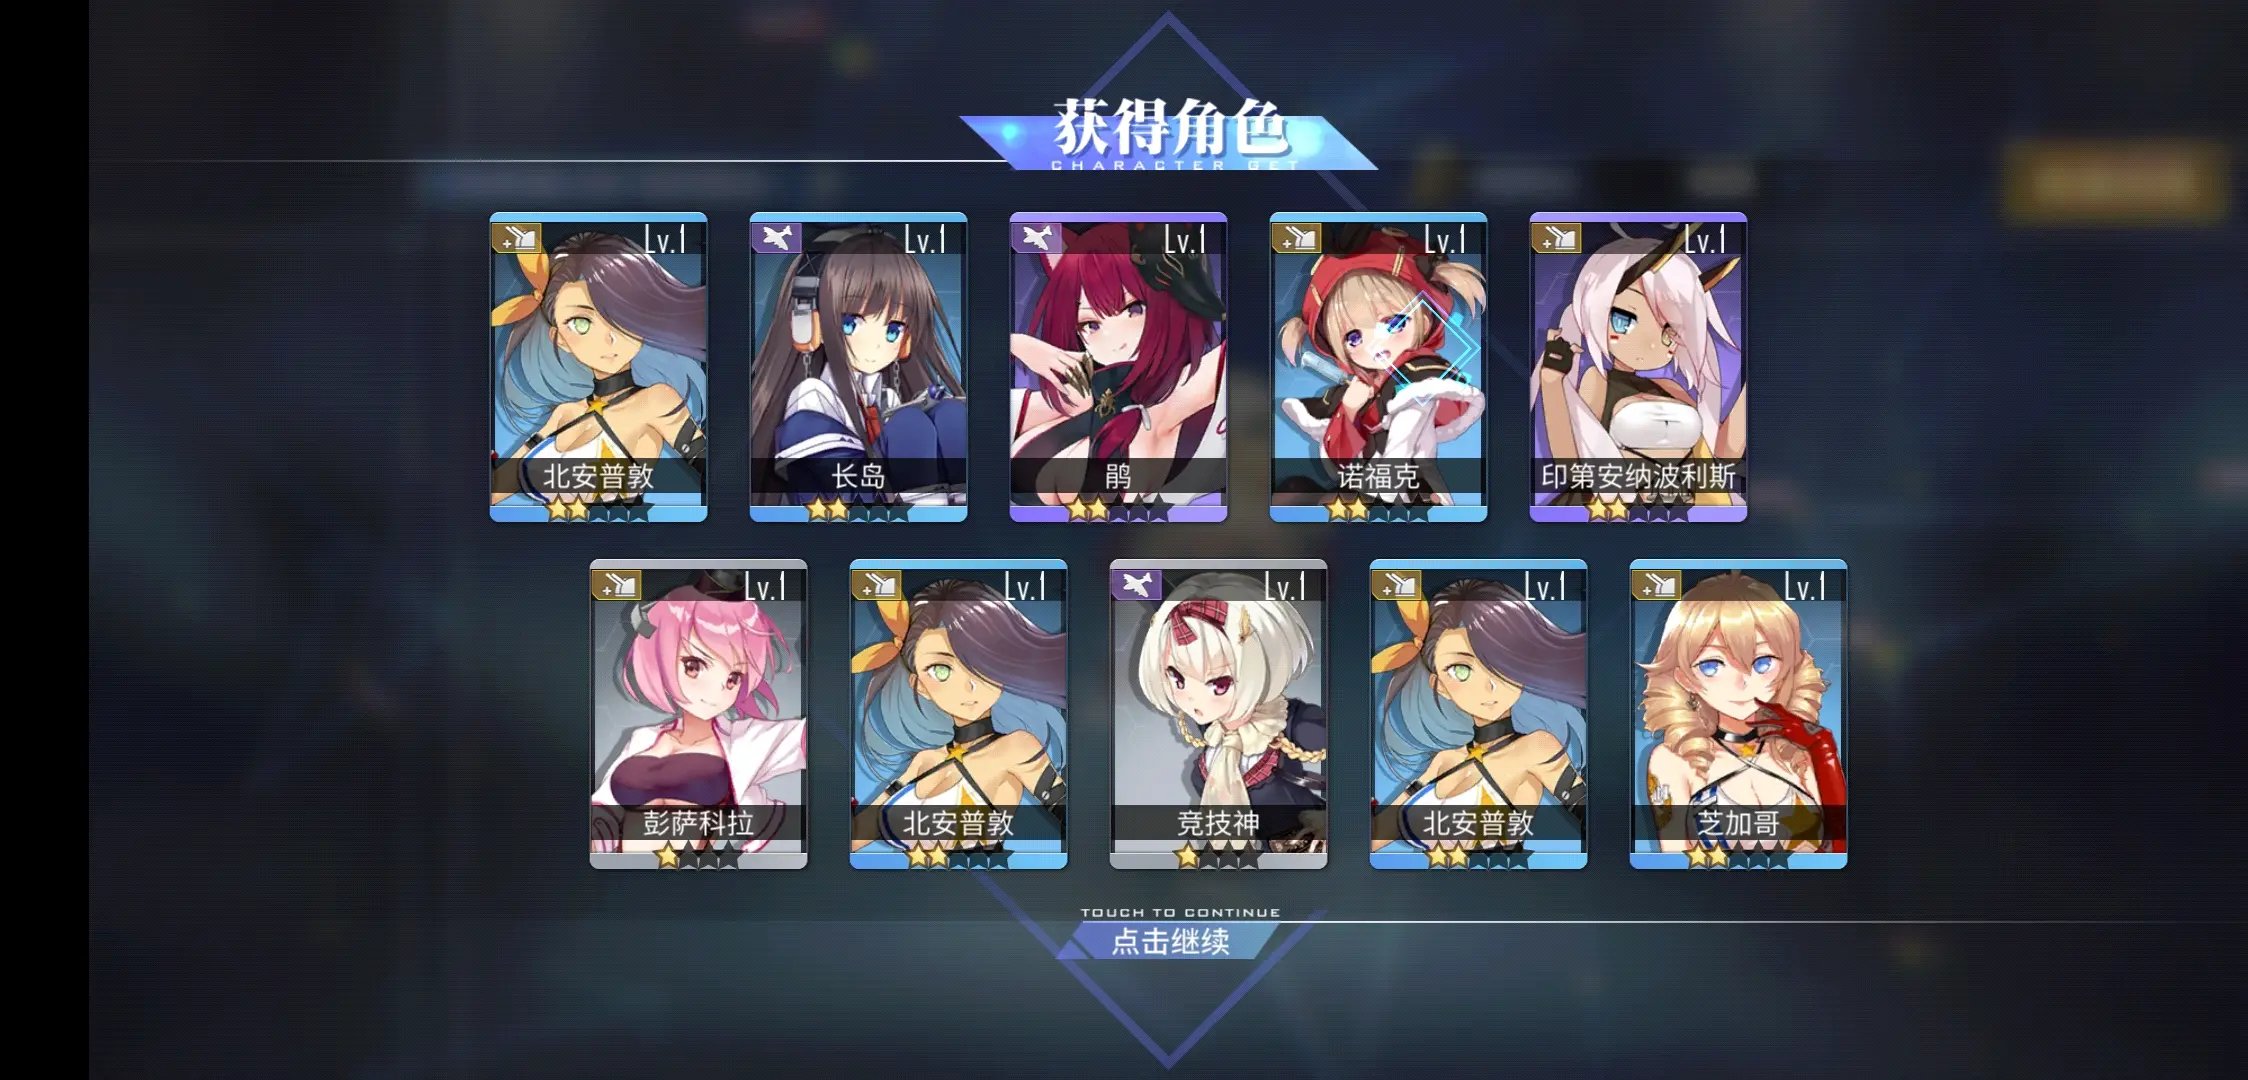 获得角色
CHARACTER GET
Lv.1
Lv.1
Lv.1
Lv.1
Lv.1
北安普敦
长岛
鹃
诺福克
印第安纳波利斯
Lv.1
Lv.1
Lv.1
Lv.1
Lv.1
彭萨科拉
北安普敦
竞技神
北安普敦
芝加哥
TOUCH TO CONTINUE
点击继续